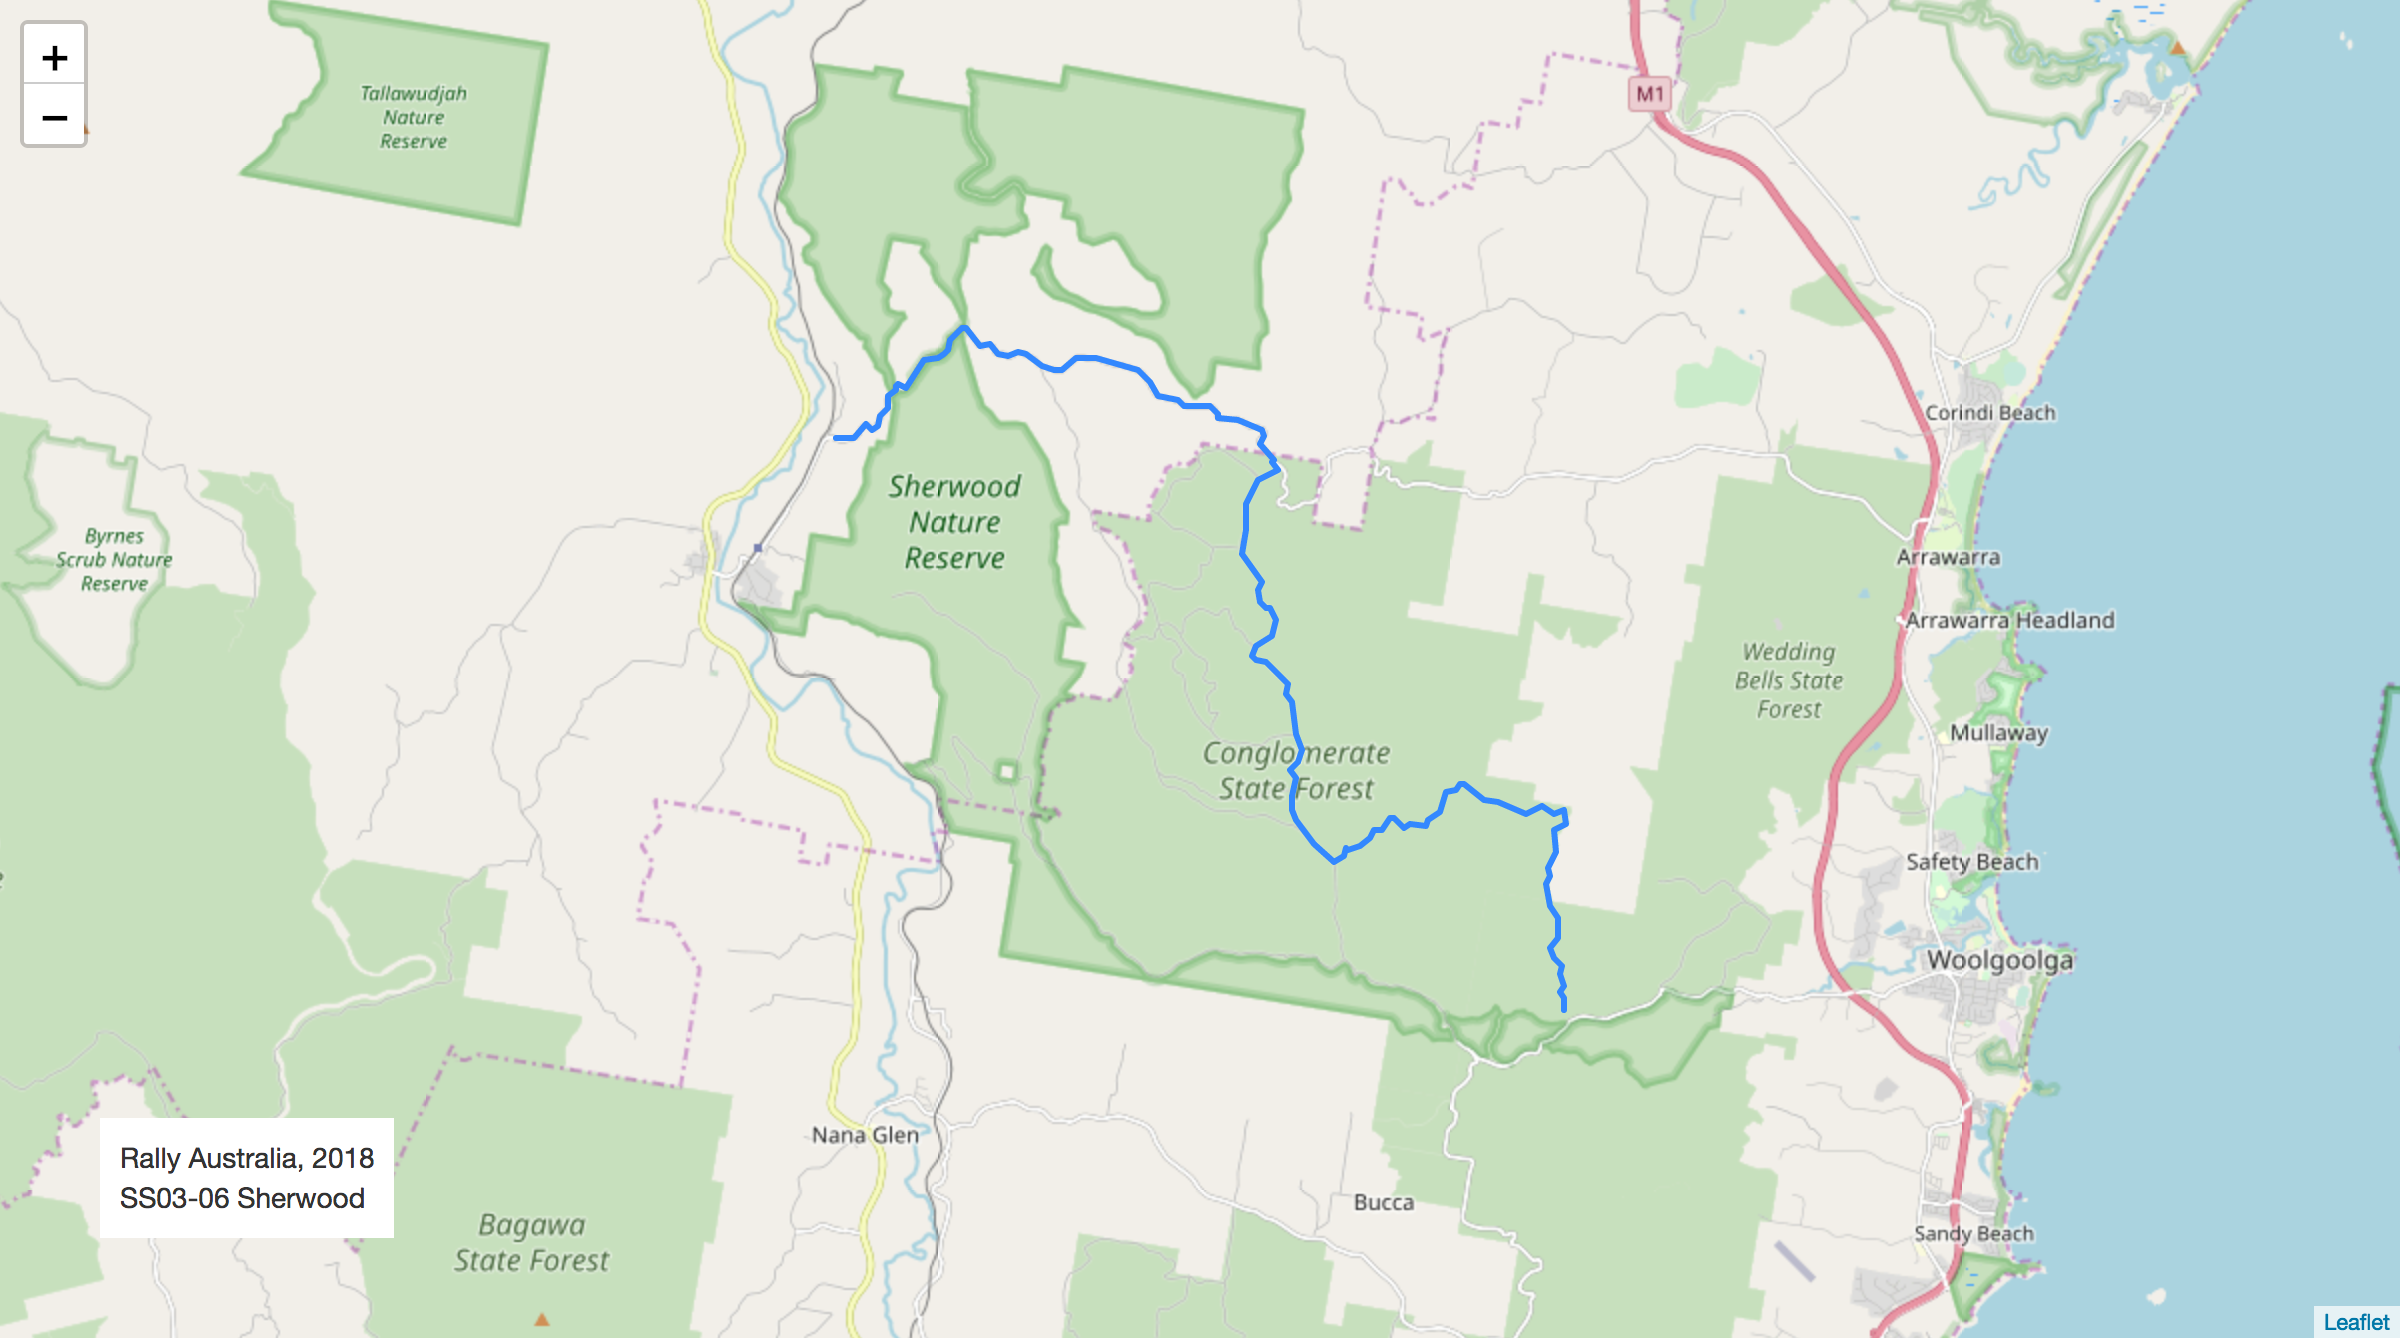 +
−
Tallawudjah
Nature
Reserve
M1
Corindi Beach
Sherwood
Nature
Reserve
Byrnes
Scrub Nature
Reserve
Arrawarra
Arrawarra Headland
Wedding
Bells State
Forest
Mullaway
Conglomerate
State Forest
Safety Beach
Woolgoolga
Nana Glen
Rally Australia, 2018
SS03-06 Sherwood
Bucca
Bagawa
State Forest
Sandy Beach
Leaflet